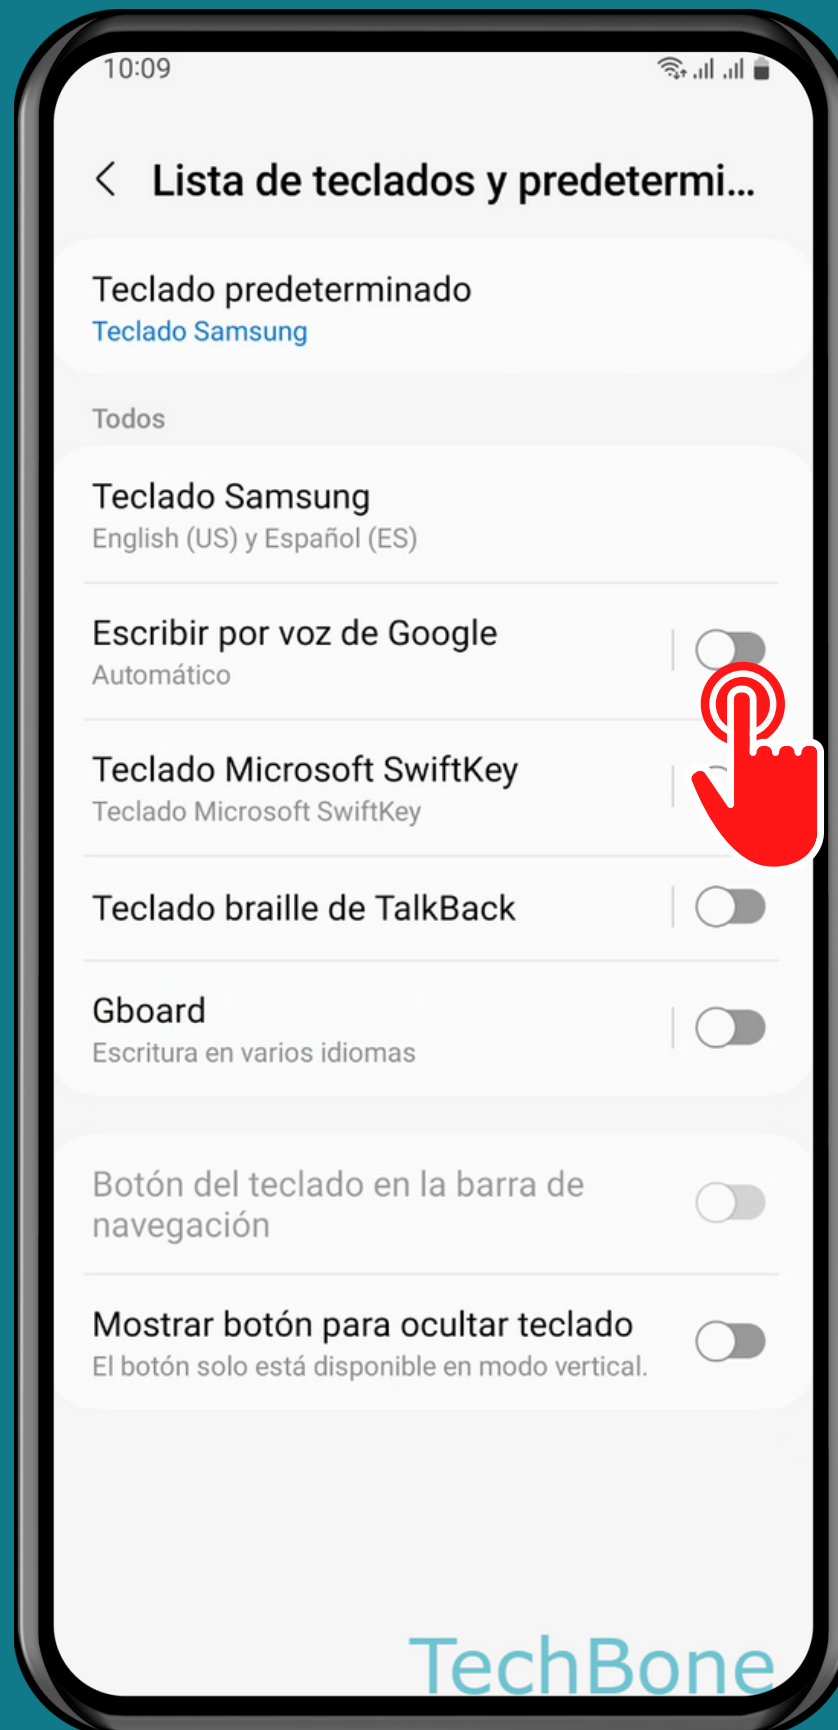 10:09
Lista de teclados y predetermi...
Teclado predeterminado
Teclado Samsung
Todos
Teclado Samsung
English (US) y Español (ES)
Escribir por voz de Google
Automático
Teclado Microsoft SwiftKey
Teclado Microsoft SwiftKey
Teclado braille de TalkBack
Gboard
Escritura en varios idiomas
Botón del teclado en la barra de
navegación
Mostrar botón para ocultar teclado
El botón solo está disponible en modo vertical.
TechBone